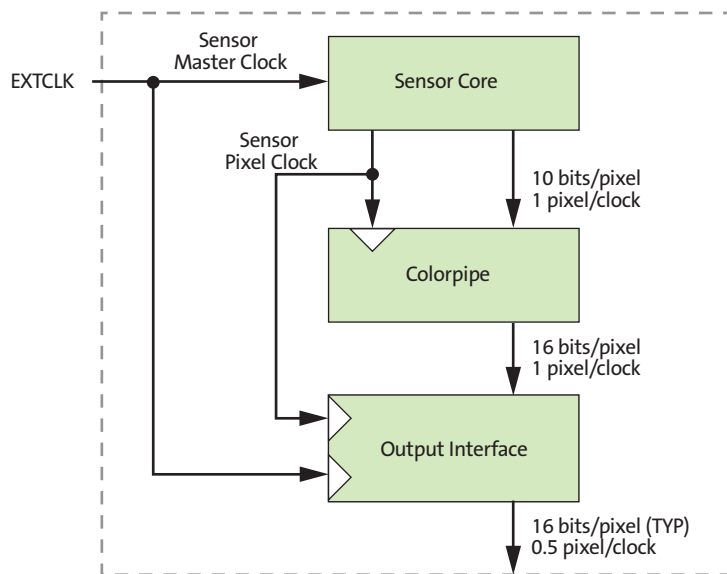 Sensor
Master Clock
EXTCLK
Sensor Core
Sensor
Pixel Clock
10 bits/pixel
1 pixel/clock
Colorpipe
16 bits/pixel
1 pixel/clock
Output Interface
16 bits/pixel (TYP)
0.5 pixel/clock